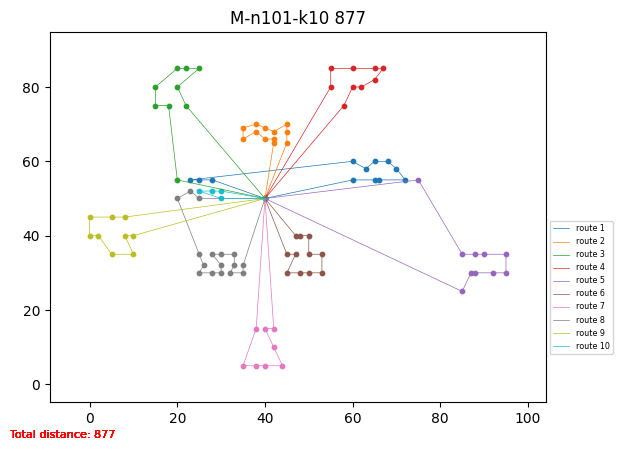 M-n101-k10 877
80
60
40
20
0
0 20 40 60 80 100
route 1
route 2
route 3
route 4
route 5
route 6
route 7
route 8
route 9
route 10
Total distance: 877